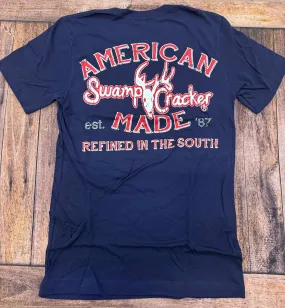 AMERICAN
Swamp Cracker
est. MADE '87
REFINED IN THE SOUTH